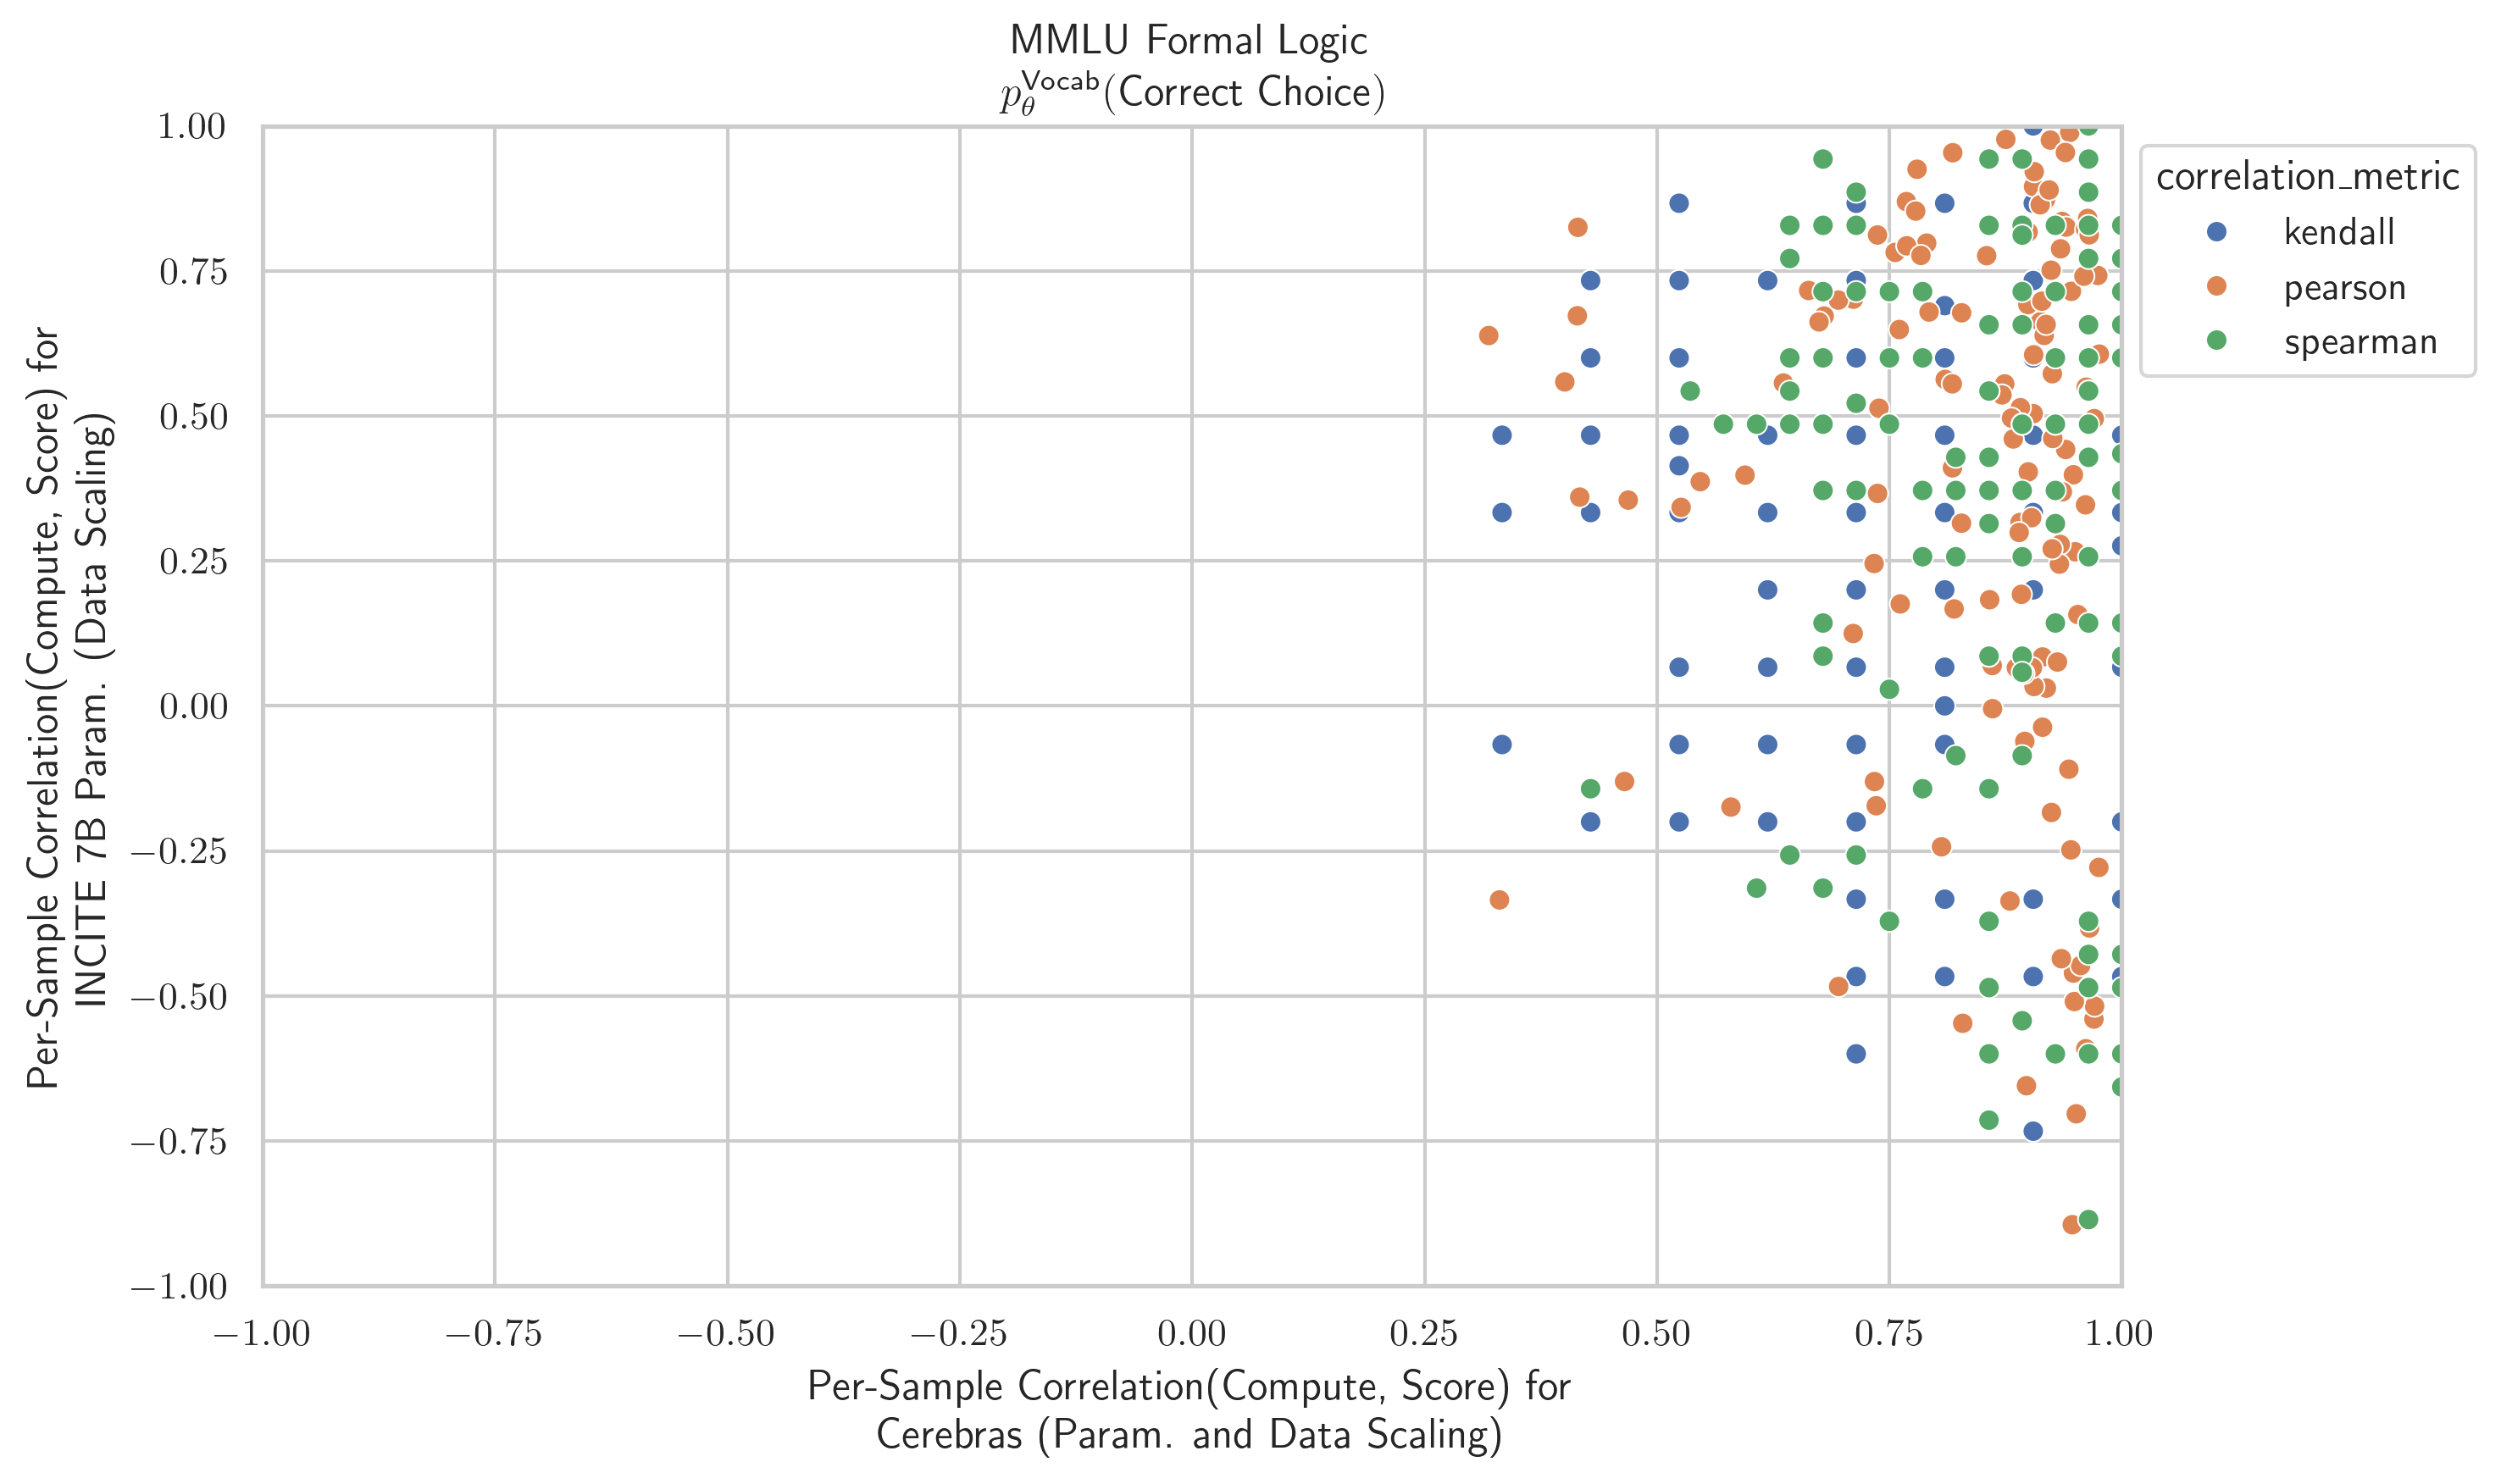 MMLU Formal Logic
p_θ^Vocab(Correct Choice)
Per-Sample Correlation(Compute, Score) for
INCITE 7B Param. (Data Scaling)
1.00
0.75
0.50
0.25
0.00
−0.25
−0.50
−0.75
−1.00
−1.00 −0.75 −0.50 −0.25 0.00 0.25 0.50 0.75 1.00
Per-Sample Correlation(Compute, Score) for
Cerebras (Param. and Data Scaling)
correlation_metric
kendall
pearson
spearman